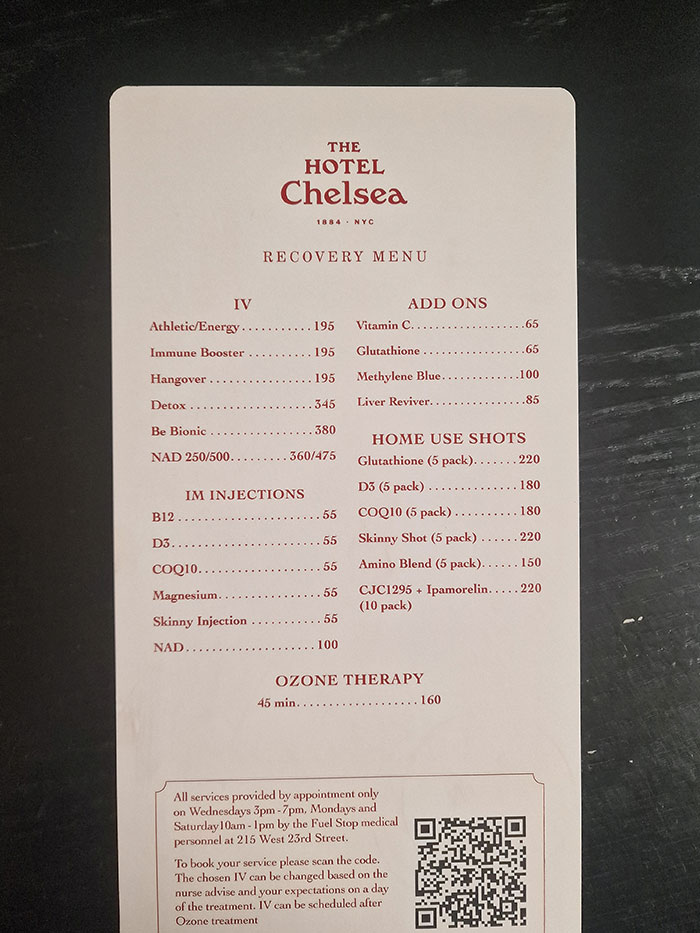 THE
HOTEL
Chelsea
1884 · NYC
RECOVERY MENU
IV
Athletic/Energy . . . . . . . . . . . 195
Immune Booster . . . . . . . . . . 195
Hangover . . . . . . . . . . . . . . . . 195
Detox . . . . . . . . . . . . . . . . . . . 345
Be Bionic . . . . . . . . . . . . . . . . 380
NAD 250/500 . . . . . . . . . 360/475
IM INJECTIONS
B12 . . . . . . . . . . . . . . . . . . . . . . 55
D3 . . . . . . . . . . . . . . . . . . . . . . . 55
COQ10 . . . . . . . . . . . . . . . . . . . 55
Magnesium . . . . . . . . . . . . . . . . 55
Skinny Injection . . . . . . . . . . . 55
NAD . . . . . . . . . . . . . . . . . . . . 100
ADD ONS
Vitamin C . . . . . . . . . . . . . . . . . 65
Glutathione . . . . . . . . . . . . . . . . 65
Methylene Blue . . . . . . . . . . . . 100
Liver Reviver . . . . . . . . . . . . . . . 85
HOME USE SHOTS
Glutathione (5 pack) . . . . . . . 220
D3 (5 pack) . . . . . . . . . . . . . . . 180
COQ10 (5 pack) . . . . . . . . . . . 180
Skinny Shot (5 pack) . . . . . . 220
Amino Blend (5 pack) . . . . . . 150
CJC1295 + Ipamorelin . . . . . 220
(10 pack)
OZONE THERAPY
45 min . . . . . . . . . . . . . . . . . . . 160
All services provided by appointment only
on Wednesdays 3pm - 7pm, Mondays and
Saturday10am - 1pm by the Fuel Stop medical
personnel at 215 West 23rd Street.
To book your service please scan the code.
The chosen IV can be changed based on the
nurse advise and your expectations on a day
of the treatment. IV can be scheduled after
Ozone treatment